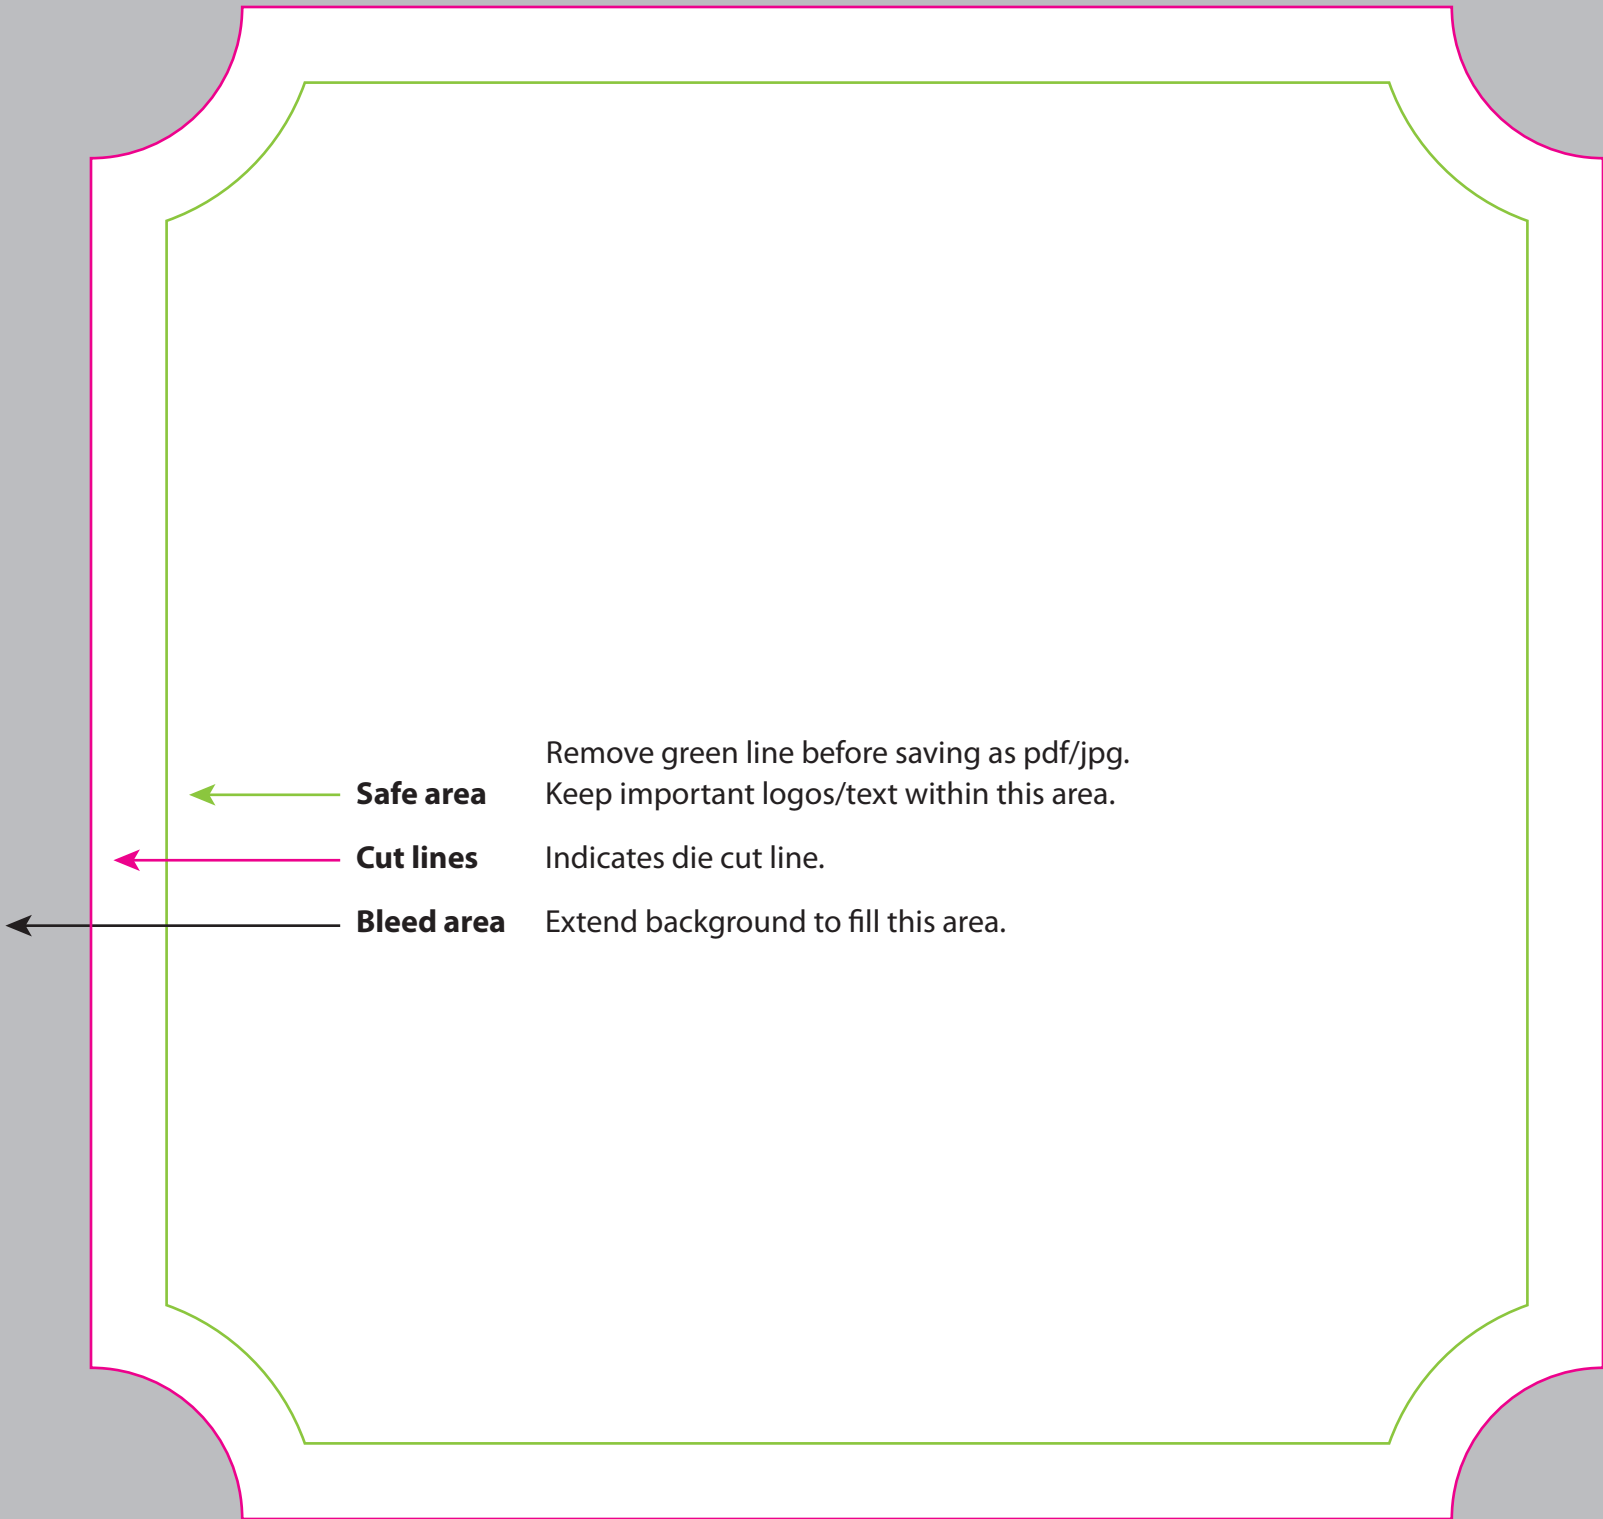 Remove green line before saving as pdf/jpg.
Safe area Keep important logos/text within this area.
Cut lines Indicates die cut line.
Bleed area Extend background to fill this area.